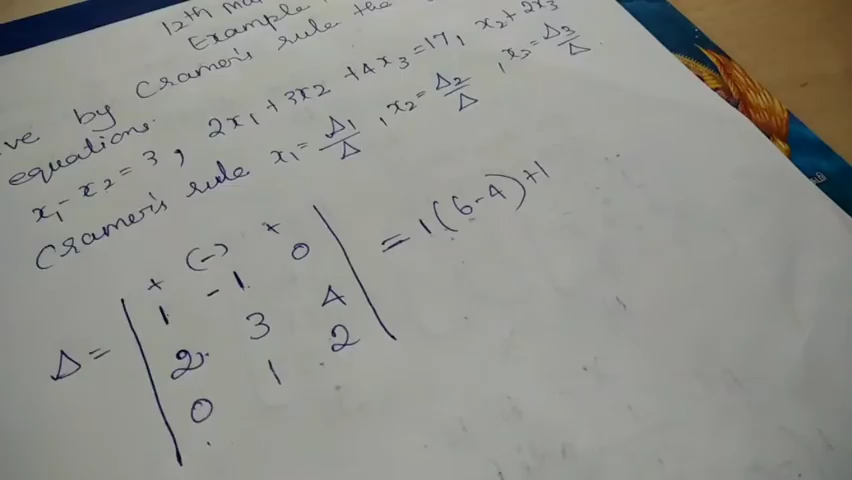 12th Ma
Example
ve by Cramer's rule the
equations.
x₁ - x₂ = 3, 2x₁ + 3x₂ + 4x₃ = 17, x₂ + 2x₃
Cramer's rule x₁ = Δ₁/Δ, x₂ = Δ₂/Δ, x₃ = Δ₃/Δ.
+ (-) +
1 -1 0
Δ = 2 3 4 = 1(6-4)+1
0 1 2